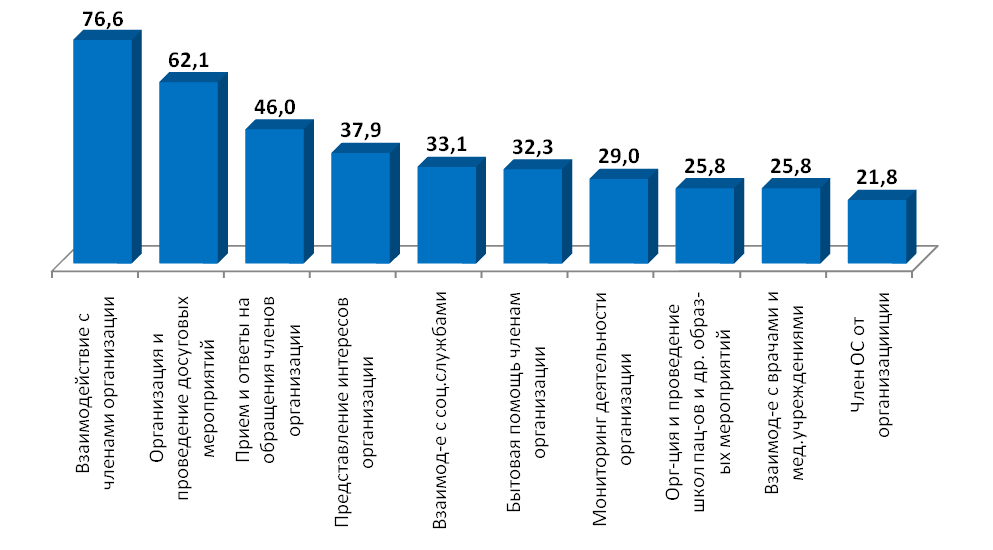 76,6
62,1
46,0
37,9
33,1
32,3
29,0
25,8
25,8
21,8
Взаимодействие с
членами организации
Организация и
проведение досуговых
мероприятий
Прием и ответы на
обращения членов
организации
Представление интересов
организации
Взаимод-е с соц.службами
Бытовая помощь членам
организации
Мониторинг деятельности
организации
Орг-ция и проведение
школ пац-ов и др. образ-
ых мероприятий
Взаимод-е с врачами и
мед.учреждениями
Член ОС от
организациции